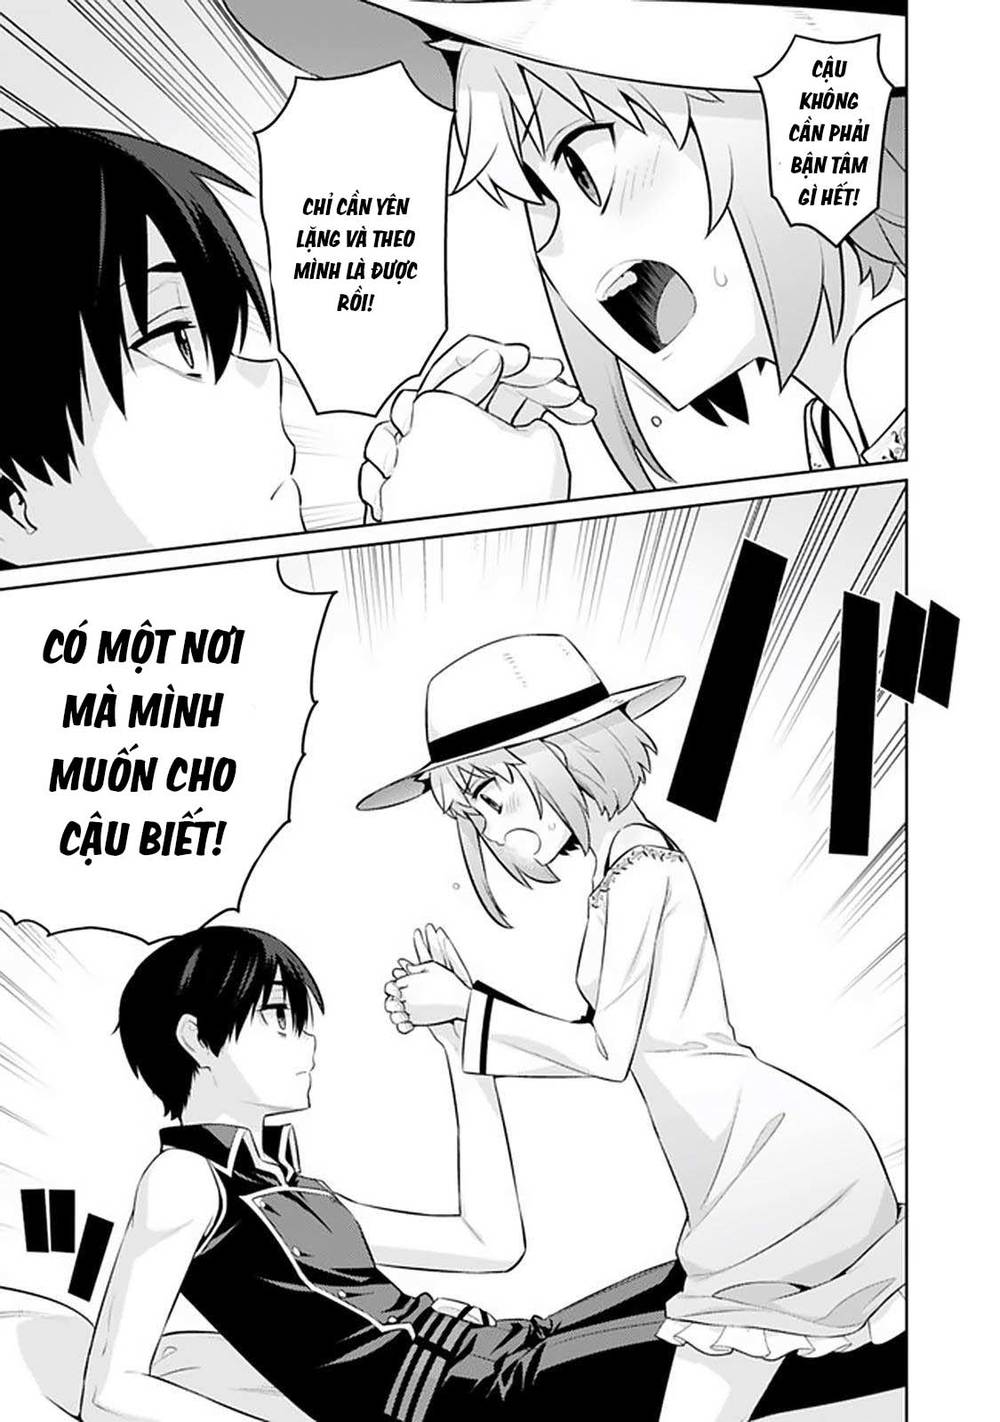 CẬU
KHÔNG
CẦN PHẢI
BẬN TÂM
GÌ HẾT!
CHỈ CẦN YÊN
LẶNG VÀ THEO
MÌNH LÀ ĐƯỢC
RỒI!
CÓ MỘT NƠI
MÀ MÌNH
MUỐN CHO
CẬU BIẾT!